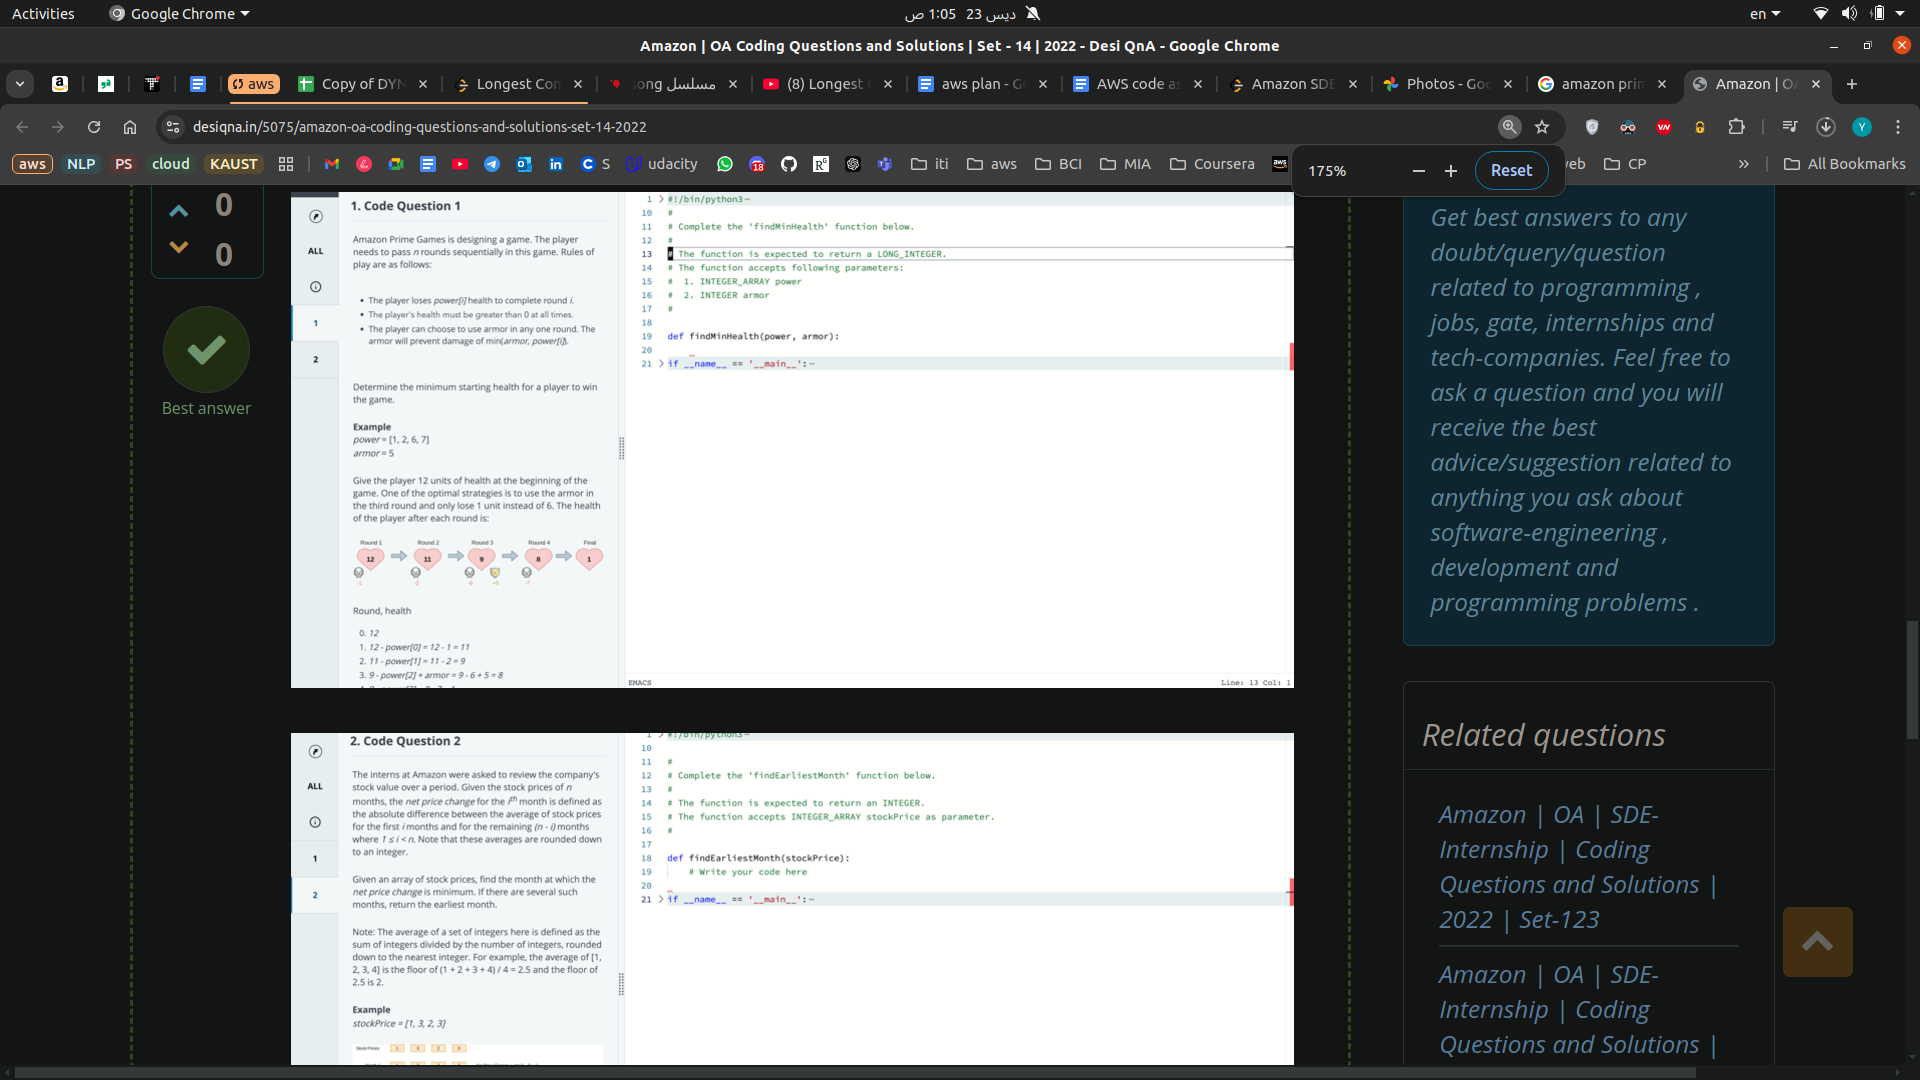 Activities
Google Chrome
ديس 23 1:05 ص
en
Amazon | OA Coding Questions and Solutions | Set - 14 | 2022 - Desi QnA - Google Chrome
aws
Copy of DYN
Longest Con
مسلسل song
(8) Longest
aws plan - G
AWS code as
Amazon SDE
Photos - Goo
amazon prim
Amazon | OA
desiqna.in/5075/amazon-oa-coding-questions-and-solutions-set-14-2022
Y
aws
NLP
PS
cloud
KAUST
S
udacity
18
iti
aws
BCI
MIA
Coursera
aws
web
CP
»
All Bookmarks
175%
Reset
0
0
Best answer
1. Code Question 1
ALL
1
2
Amazon Prime Games is designing a game. The player
needs to pass n rounds sequentially in this game. Rules of
play are as follows:
• The player loses power[i] health to complete round i.
• The player's health must be greater than 0 at all times.
• The player can choose to use armor in any one round. The
armor will prevent damage of min(armor, power[i]).
Determine the minimum starting health for a player to win
the game.
Example
power = [1, 2, 6, 7]
armor = 5
Give the player 12 units of health at the beginning of the
game. One of the optimal strategies is to use the armor in
the third round and only lose 1 unit instead of 6. The health
of the player after each round is:
Round 1 Round 2 Round 3 Round 4 Final
12 11 9 8 1
-1 -2 -6 +5 -7
Round, health
0. 12
1. 12 - power[0] = 12 - 1 = 11
2. 11 - power[1] = 11 - 2 = 9
3. 9 - power[2] + armor = 9 - 6 + 5 = 8
1 #!/bin/python3
10 #
11 # Complete the 'findMinHealth' function below.
12 #
13 # The function is expected to return a LONG_INTEGER.
14 # The function accepts following parameters:
15 # 1. INTEGER_ARRAY power
16 # 2. INTEGER armor
17 #
18
19 def findMinHealth(power, armor):
20
21 if __name__ == '__main__':
EMACS
Line: 13 Col: 1
2. Code Question 2
ALL
1
2
The interns at Amazon were asked to review the company's
stock value over a period. Given the stock prices of n
months, the net price change for the ith month is defined as
the absolute difference between the average of stock prices
for the first i months and for the remaining (n - i) months
where 1 ≤ i < n. Note that these averages are rounded down
to an integer.
Given an array of stock prices, find the month at which the
net price change is minimum. If there are several such
months, return the earliest month.
Note: The average of a set of integers here is defined as the
sum of integers divided by the number of integers, rounded
down to the nearest integer. For example, the average of [1,
2, 3, 4] is the floor of (1 + 2 + 3 + 4) / 4 = 2.5 and the floor of
2.5 is 2.
Example
stockPrice = [1, 3, 2, 3]
Stock Prices 1 3 2 3
1 #!/bin/python3
10
11 #
12 # Complete the 'findEarliestMonth' function below.
13 #
14 # The function is expected to return an INTEGER.
15 # The function accepts INTEGER_ARRAY stockPrice as parameter.
16 #
17
18 def findEarliestMonth(stockPrice):
19 # Write your code here
20
21 if __name__ == '__main__':
Get best answers to any
doubt/query/question
related to programming ,
jobs, gate, internships and
tech-companies. Feel free to
ask a question and you will
receive the best
advice/suggestion related to
anything you ask about
software-engineering ,
development and
programming problems .
Related questions
Amazon | OA | SDE-
Internship | Coding
Questions and Solutions |
2022 | Set-123
Amazon | OA | SDE-
Internship | Coding
Questions and Solutions |